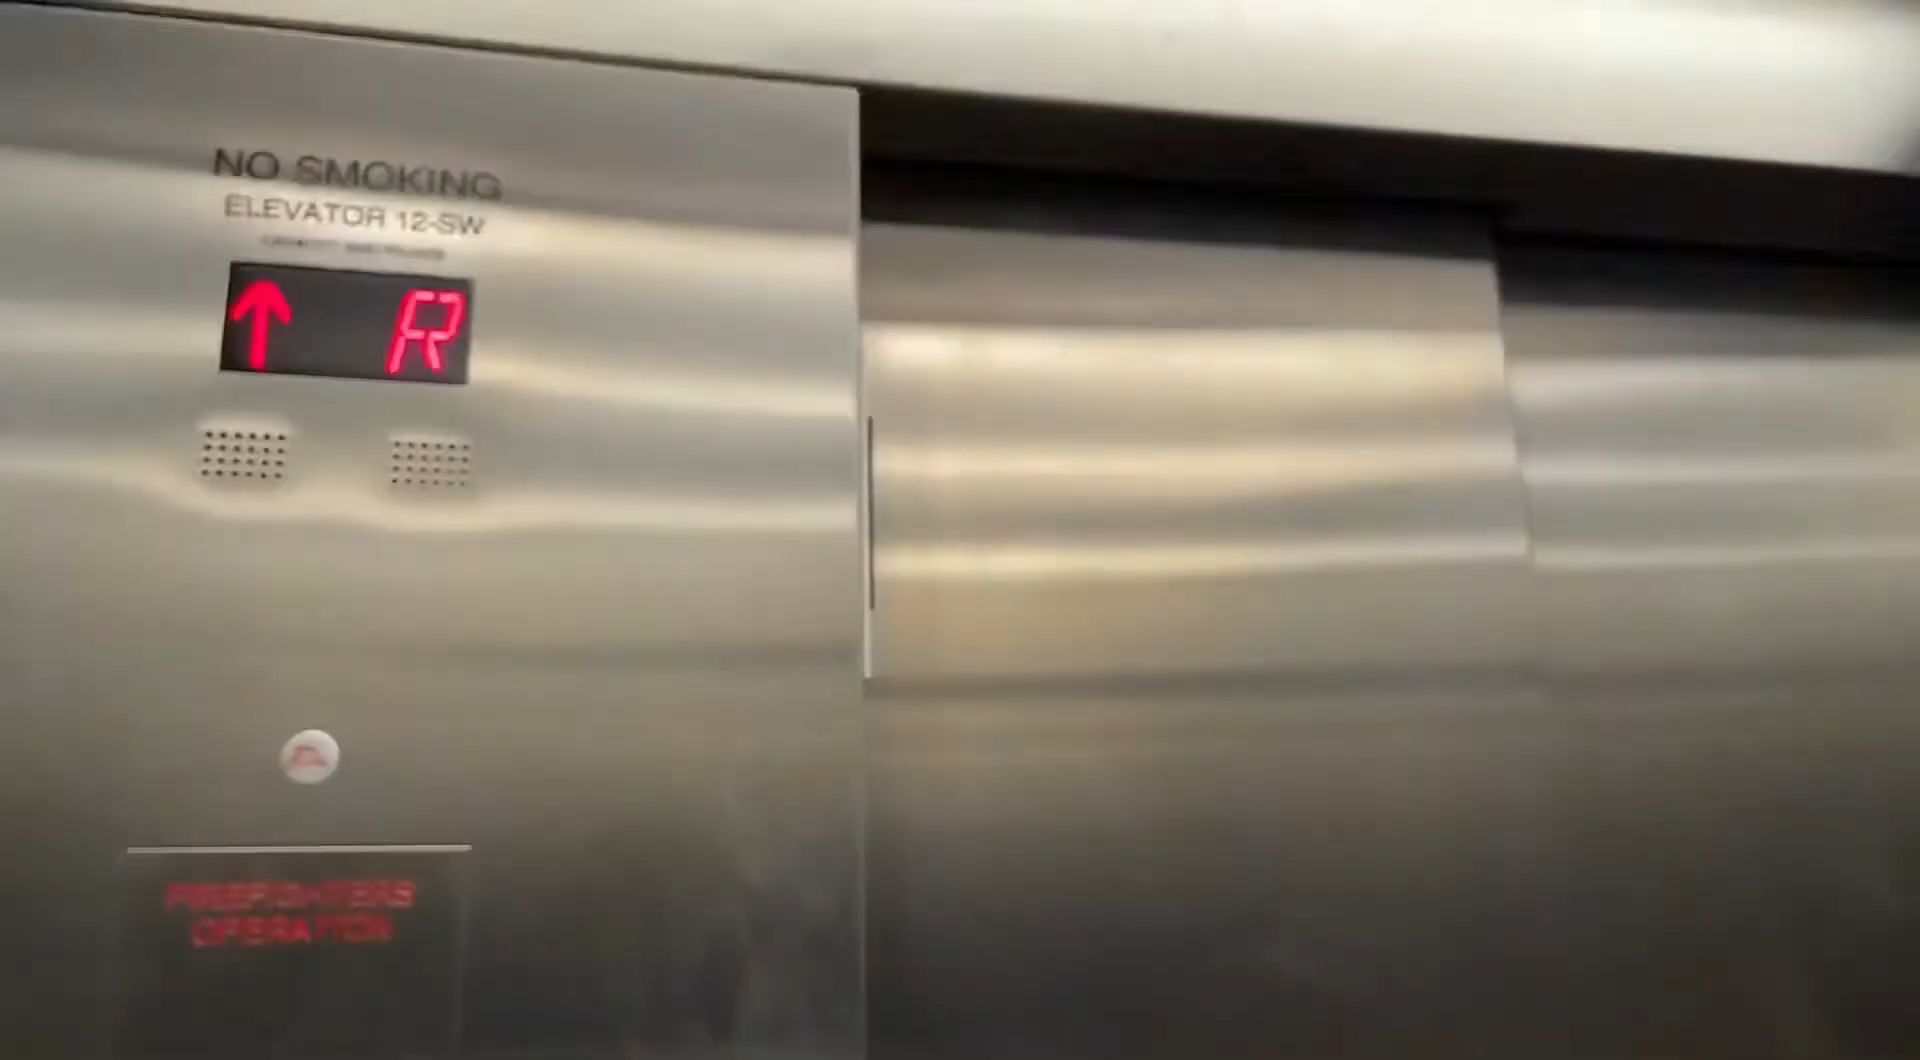 NO SMOKING
ELEVATOR 12-SW
↑ R
FIREFIGHTERS
OPERATION